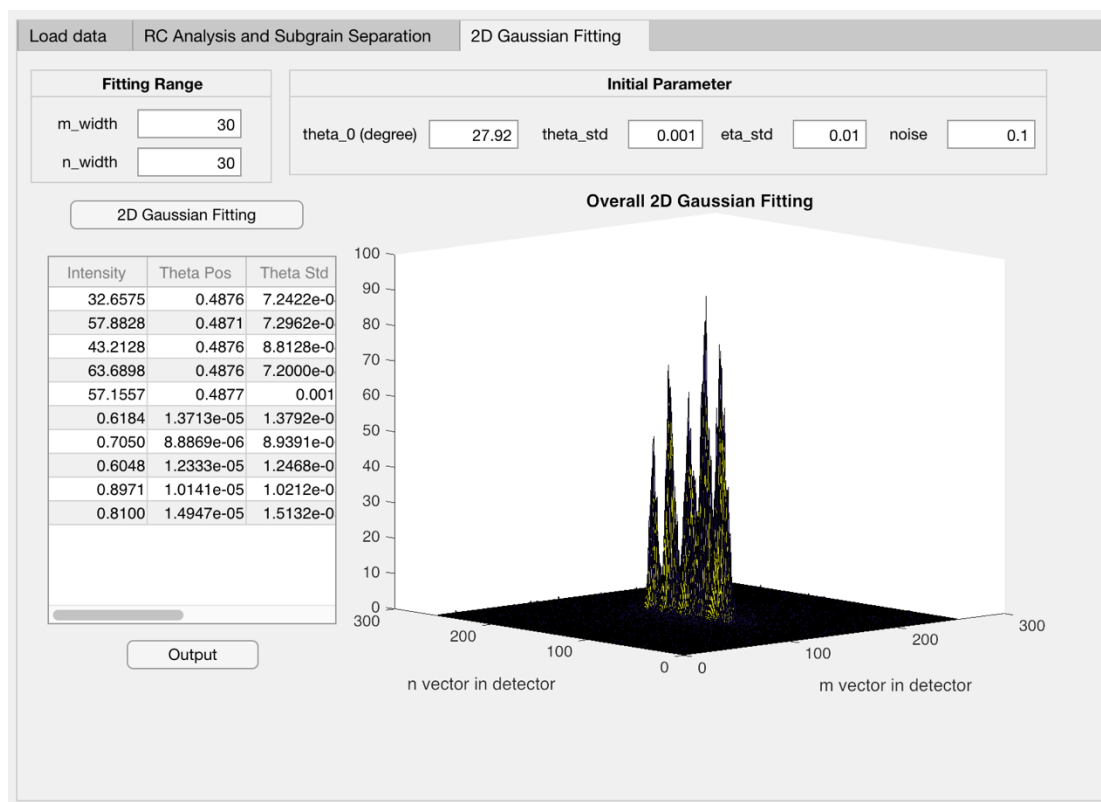 Load data RC Analysis and Subgrain Separation 2D Gaussian Fitting
Fitting Range
m_width 30
n_width 30
Initial Parameter
theta_0 (degree) 27.92 theta_std 0.001 eta_std 0.01 noise 0.1
2D Gaussian Fitting
Intensity Theta Pos Theta Std
32.6575 0.4876 7.2422e-0
57.8828 0.4871 7.2962e-0
43.2128 0.4876 8.8128e-0
63.6898 0.4876 7.2000e-0
57.1557 0.4877 0.001
0.6184 1.3713e-05 1.3792e-0
0.7050 8.8869e-06 8.9391e-0
0.6048 1.2333e-05 1.2468e-0
0.8971 1.0141e-05 1.0212e-0
0.8100 1.4947e-05 1.5132e-0
Output
Overall 2D Gaussian Fitting
100
90
80
70
60
50
40
30
20
10
0
300
200
100
0
0
100
200
300
n vector in detector
m vector in detector